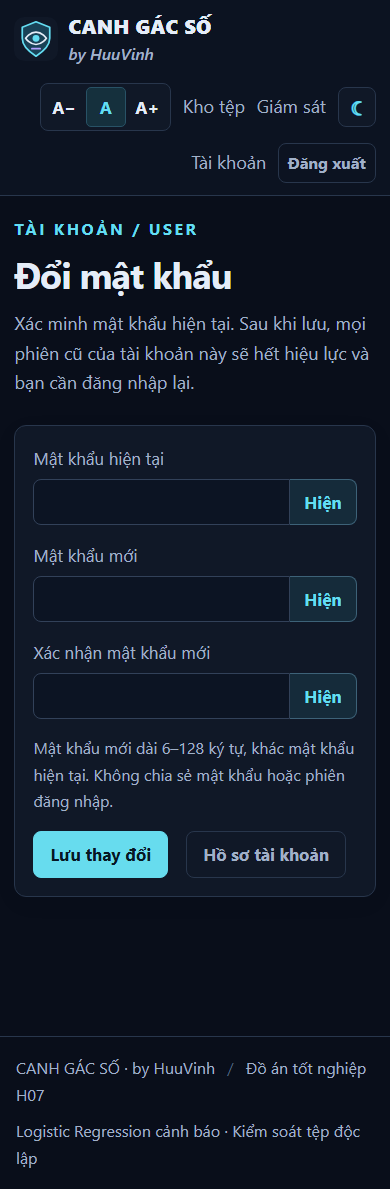 CANH GÁC SỐ
by HuuVinh
A− A A+ Kho tệp Giám sát
Tài khoản Đăng xuất
TÀI KHOẢN / USER
Đổi mật khẩu
Xác minh mật khẩu hiện tại. Sau khi lưu, mọi
phiên cũ của tài khoản này sẽ hết hiệu lực và
bạn cần đăng nhập lại.
Mật khẩu hiện tại
Hiện
Mật khẩu mới
Hiện
Xác nhận mật khẩu mới
Hiện
Mật khẩu mới dài 6–128 ký tự, khác mật khẩu
hiện tại. Không chia sẻ mật khẩu hoặc phiên
đăng nhập.
Lưu thay đổi Hồ sơ tài khoản
CANH GÁC SỐ · by HuuVinh / Đồ án tốt nghiệp
H07
Logistic Regression cảnh báo · Kiểm soát tệp độc
lập